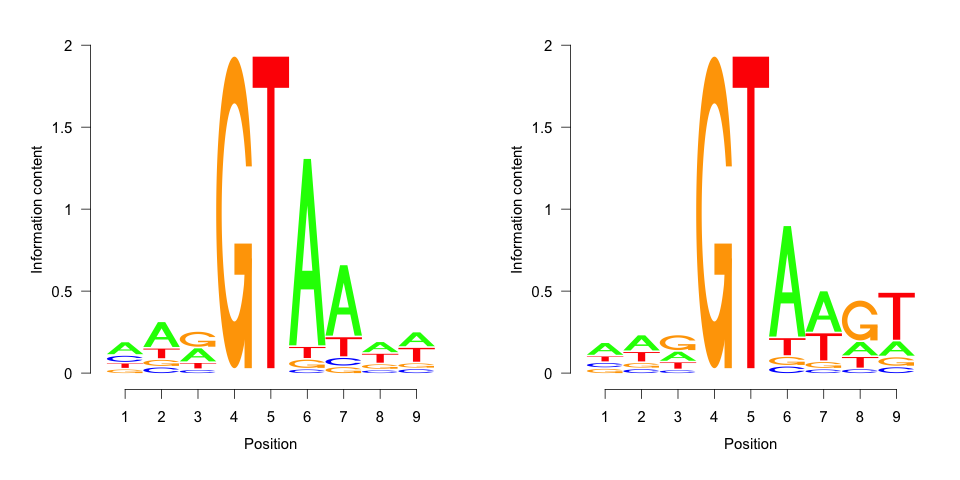 Information content
2
1.5
1
0.5
0
A C T G
A T G C
G A T C
G
T
A T G C
A T C G
A T G C
A T G C
1 2 3 4 5 6 7 8 9
Position
Information content
2
1.5
1
0.5
0
A T C G
A T G C
G A T C
G
T
A T G C
A T G C
G A T C
T A G C
1 2 3 4 5 6 7 8 9
Position